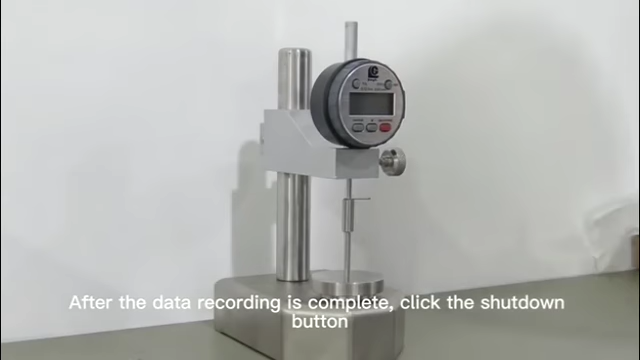 After the data recording is complete, click the shutdown
button